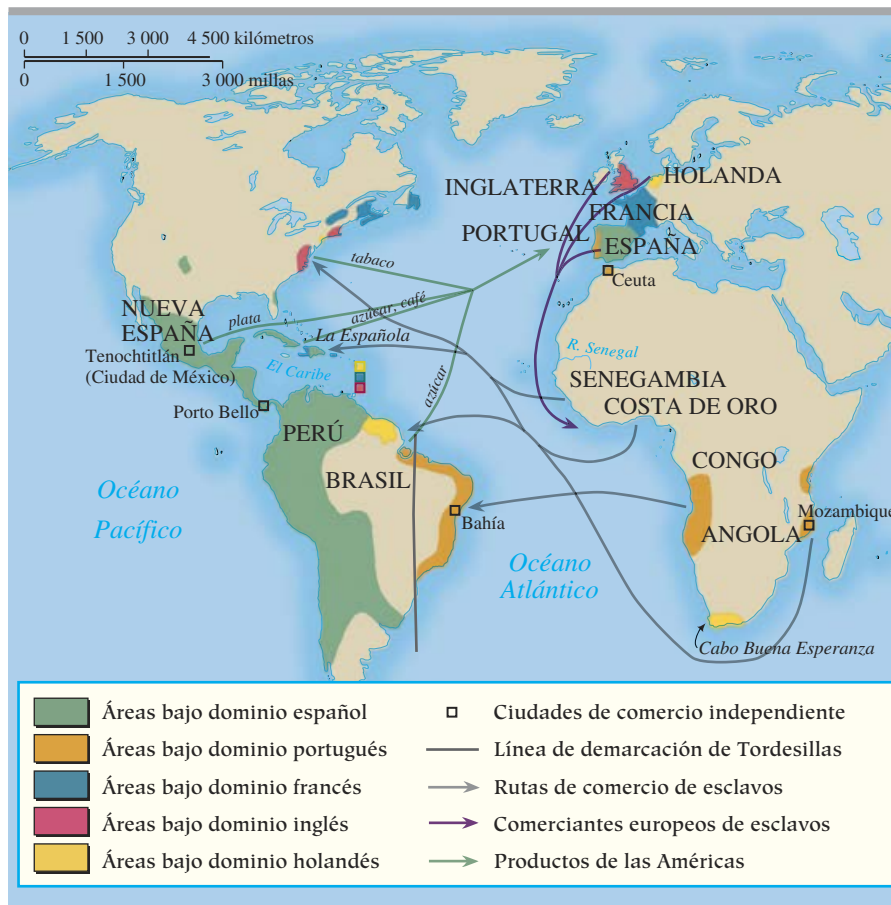 0 1 500 3 000 4 500 kilómetros
0 1 500 3 000 millas
INGLATERRA
HOLANDA
FRANCIA
PORTUGAL
ESPAÑA
Ceuta
tabaco
azúcar, café
plata
NUEVA
ESPAÑA
Tenochtitlán
(Ciudad de México)
La Española
El Caribe
R. Senegal
SENEGAMBIA
COSTA DE ORO
Porto Bello
azúcar
PERÚ
BRASIL
CONGO
Océano
Pacífico
Bahía
Mozambique
ANGOLA
Océano
Atlántico
Cabo Buena Esperanza
Áreas bajo dominio español
Áreas bajo dominio portugués
Áreas bajo dominio francés
Áreas bajo dominio inglés
Áreas bajo dominio holandés
Ciudades de comercio independiente
Línea de demarcación de Tordesillas
Rutas de comercio de esclavos
Comerciantes europeos de esclavos
Productos de las Américas